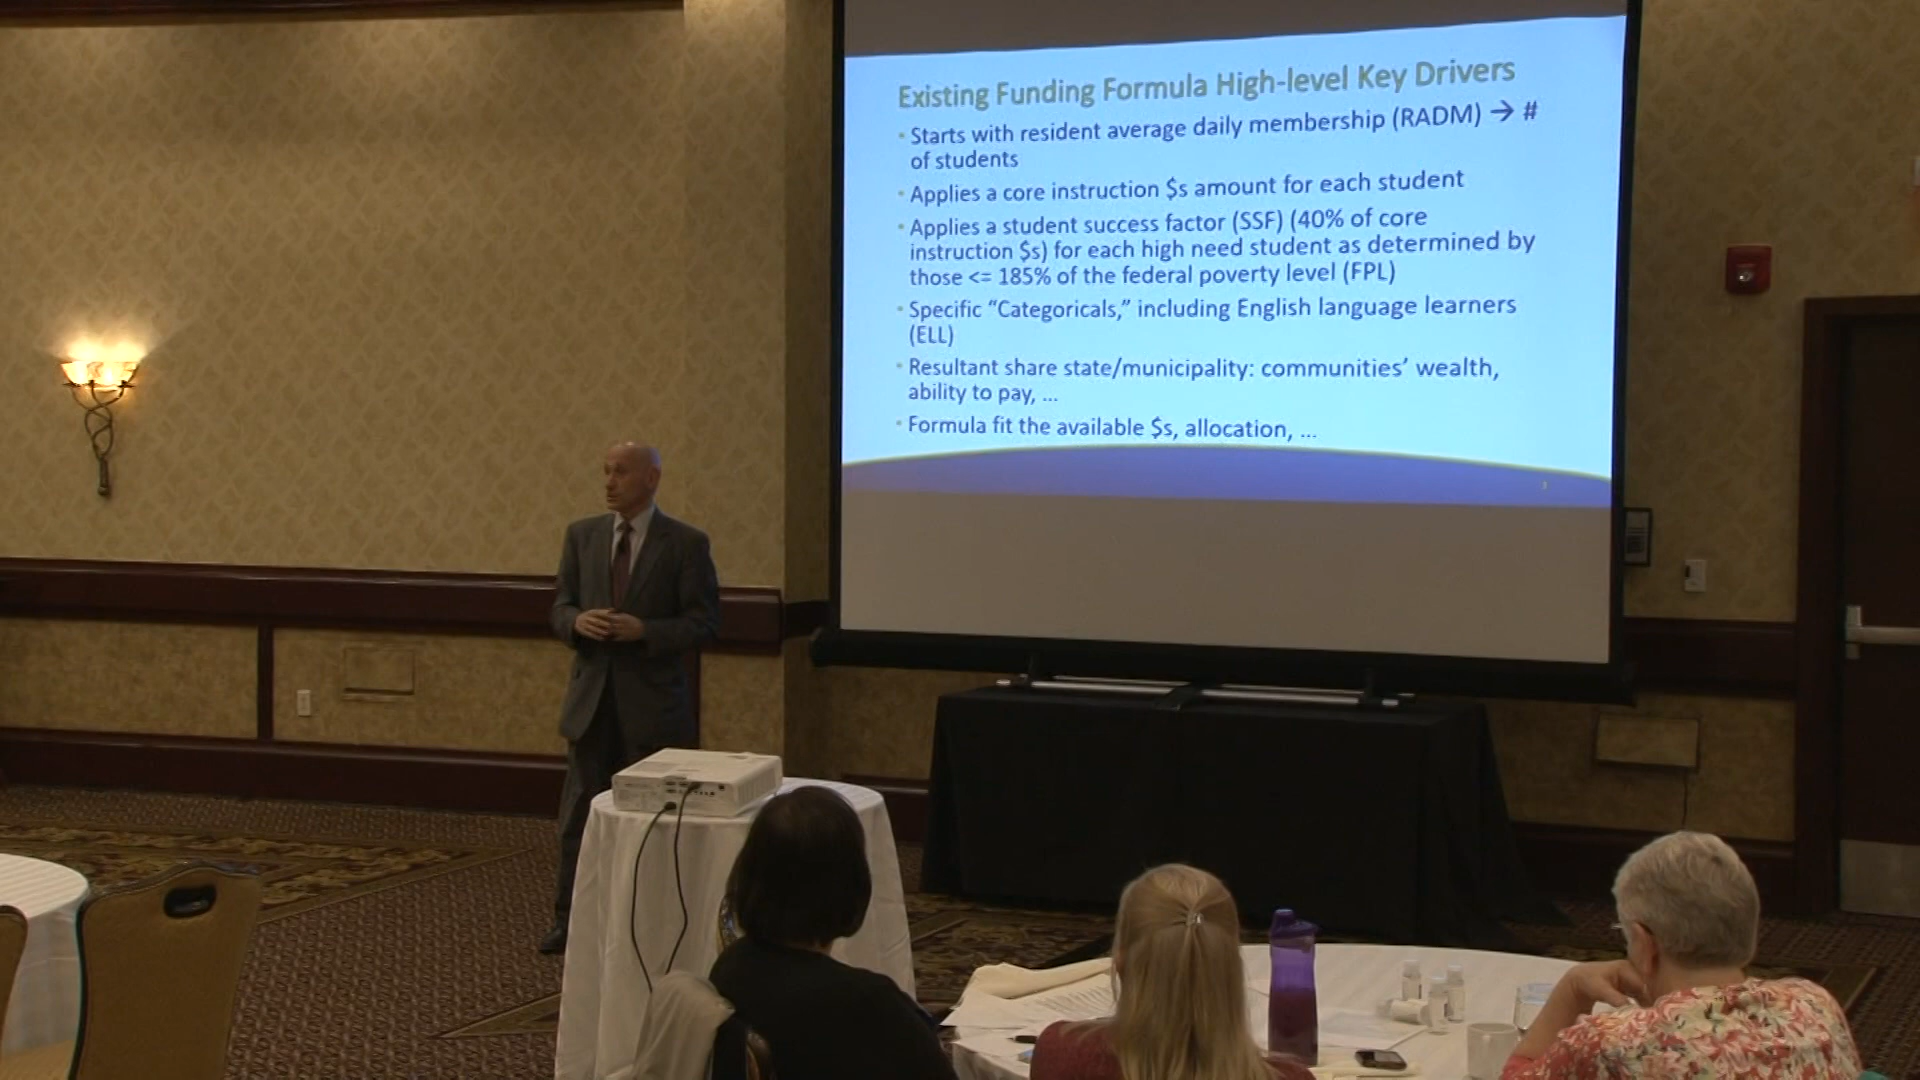 Existing Funding Formula High-level Key Drivers
• Starts with resident average daily membership (RADM) → #
of students
• Applies a core instruction $s amount for each student
• Applies a student success factor (SSF) (40% of core
instruction $s) for each high need student as determined by
those <= 185% of the federal poverty level (FPL)
• Specific “Categoricals,” including English language learners
(ELL)
• Resultant share state/municipality: communities’ wealth,
ability to pay, ...
• Formula fit the available $s, allocation, ...